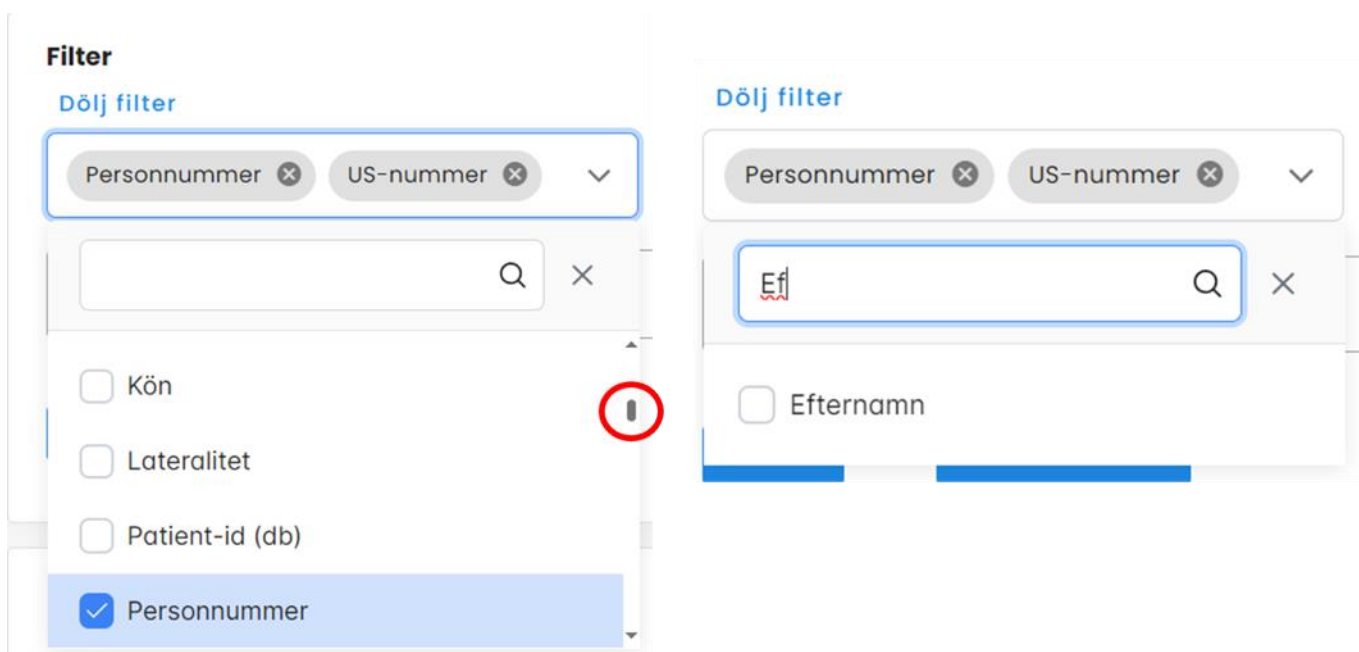 Filter
Dölj filter
Personnummer US-nummer
Kön
Lateralitet
Patient-id (db)
Personnummer
Dölj filter
Personnummer US-nummer
Ef
Efternamn